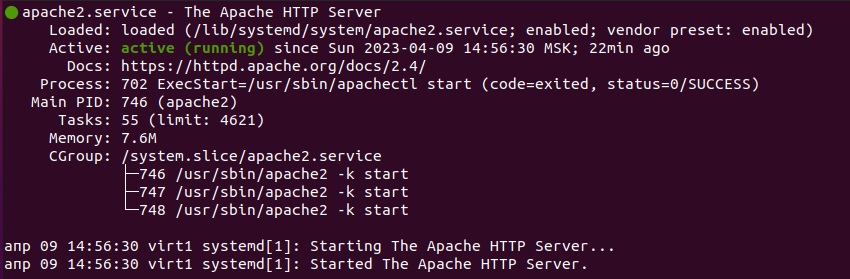 ● apache2.service - The Apache HTTP Server
     Loaded: loaded (/lib/systemd/system/apache2.service; enabled; vendor preset: enabled)
     Active: active (running) since Sun 2023-04-09 14:56:30 MSK; 22min ago
       Docs: https://httpd.apache.org/docs/2.4/
    Process: 702 ExecStart=/usr/sbin/apachectl start (code=exited, status=0/SUCCESS)
   Main PID: 746 (apache2)
      Tasks: 55 (limit: 4621)
     Memory: 7.6M
     CGroup: /system.slice/apache2.service
             ├─746 /usr/sbin/apache2 -k start
             ├─747 /usr/sbin/apache2 -k start
             └─748 /usr/sbin/apache2 -k start

апр 09 14:56:30 virt1 systemd[1]: Starting The Apache HTTP Server...
апр 09 14:56:30 virt1 systemd[1]: Started The Apache HTTP Server.